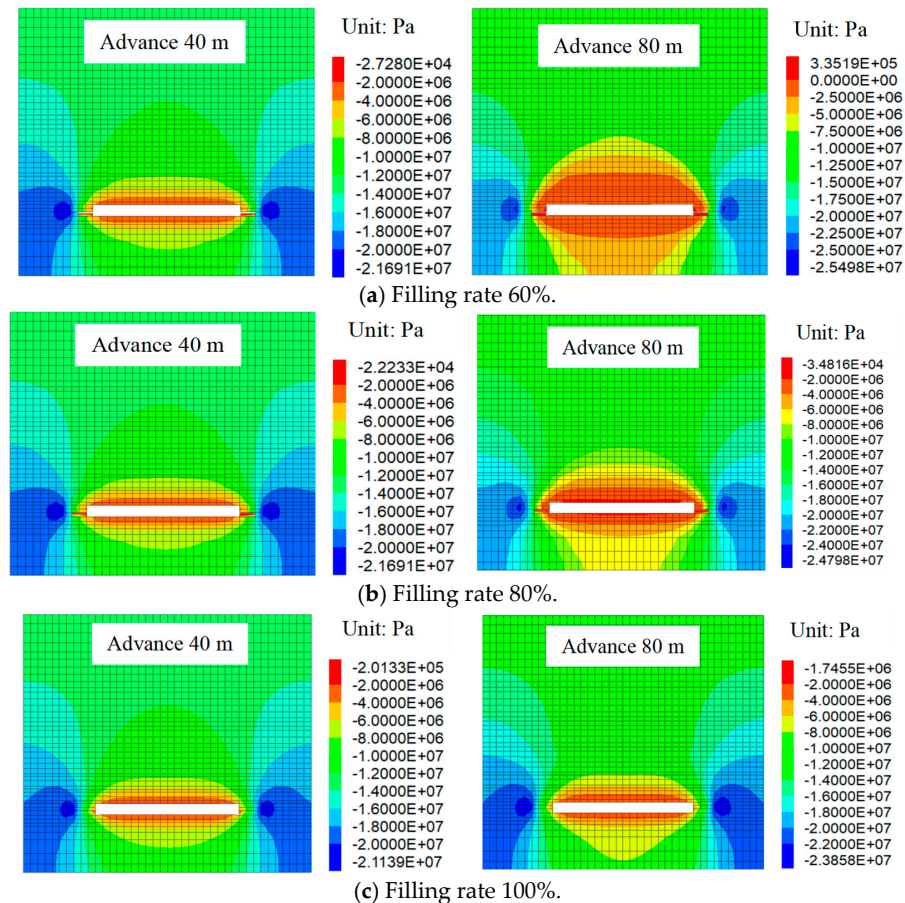 Advance 40 m
Unit: Pa
-2.7280E+04
-2.0000E+06
-4.0000E+06
-6.0000E+06
-8.0000E+06
-1.0000E+07
-1.2000E+07
-1.4000E+07
-1.6000E+07
-1.8000E+07
-2.0000E+07
-2.1691E+07
Advance 80 m
Unit: Pa
3.3519E+05
0.0000E+00
-2.5000E+06
-5.0000E+06
-7.5000E+06
-1.0000E+07
-1.2500E+07
-1.5000E+07
-1.7500E+07
-2.0000E+07
-2.2500E+07
-2.5000E+07
-2.5498E+07
(a) Filling rate 60%.
Advance 40 m
Unit: Pa
-2.2233E+04
-2.0000E+06
-4.0000E+06
-6.0000E+06
-8.0000E+06
-1.0000E+07
-1.2000E+07
-1.4000E+07
-1.6000E+07
-1.8000E+07
-2.0000E+07
-2.1691E+07
Advance 80 m
Unit: Pa
-3.4816E+04
-2.0000E+06
-4.0000E+06
-6.0000E+06
-8.0000E+06
-1.0000E+07
-1.2000E+07
-1.4000E+07
-1.6000E+07
-1.8000E+07
-2.0000E+07
-2.2000E+07
-2.4000E+07
-2.4798E+07
(b) Filling rate 80%.
Advance 40 m
Unit: Pa
-2.0133E+05
-2.0000E+06
-4.0000E+06
-6.0000E+06
-8.0000E+06
-1.0000E+07
-1.2000E+07
-1.4000E+07
-1.6000E+07
-1.8000E+07
-2.0000E+07
-2.1139E+07
Advance 80 m
Unit: Pa
-1.7455E+06
-2.0000E+06
-4.0000E+06
-6.0000E+06
-8.0000E+06
-1.0000E+07
-1.2000E+07
-1.4000E+07
-1.6000E+07
-1.8000E+07
-2.0000E+07
-2.2000E+07
-2.3858E+07
(c) Filling rate 100%.